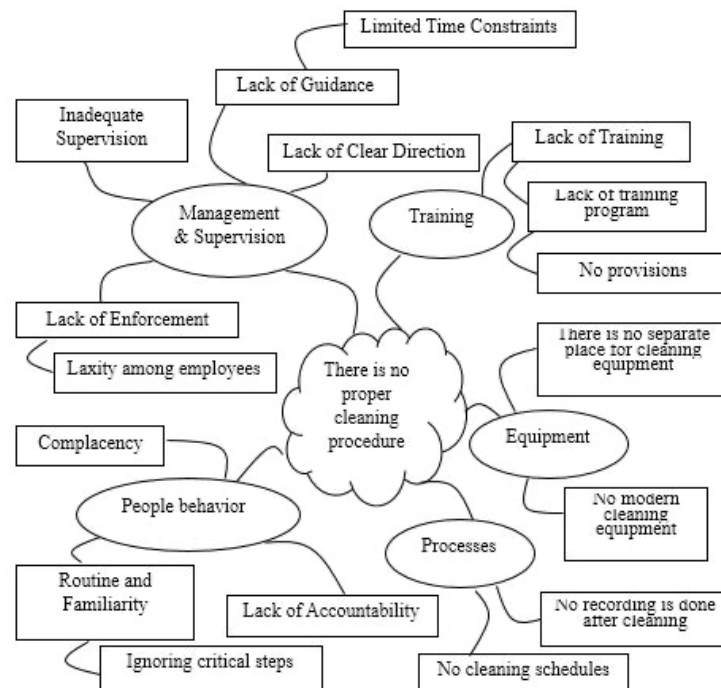 Limited Time Constraints
Lack of Guidance
Inadequate
Supervision
Lack of Clear Direction
Lack of Training
Management
& Supervision
Training
Lack of training
program
No provisions
Lack of Enforcement
Laxity among employees
There is no
proper
cleaning
procedure
There is no separate
place for cleaning
equipment
Equipment
Complacency
No modern
cleaning
equipment
People behavior
Processes
Routine and
Familiarity
Lack of Accountability
No recording is done
after cleaning
Ignoring critical steps
No cleaning schedules